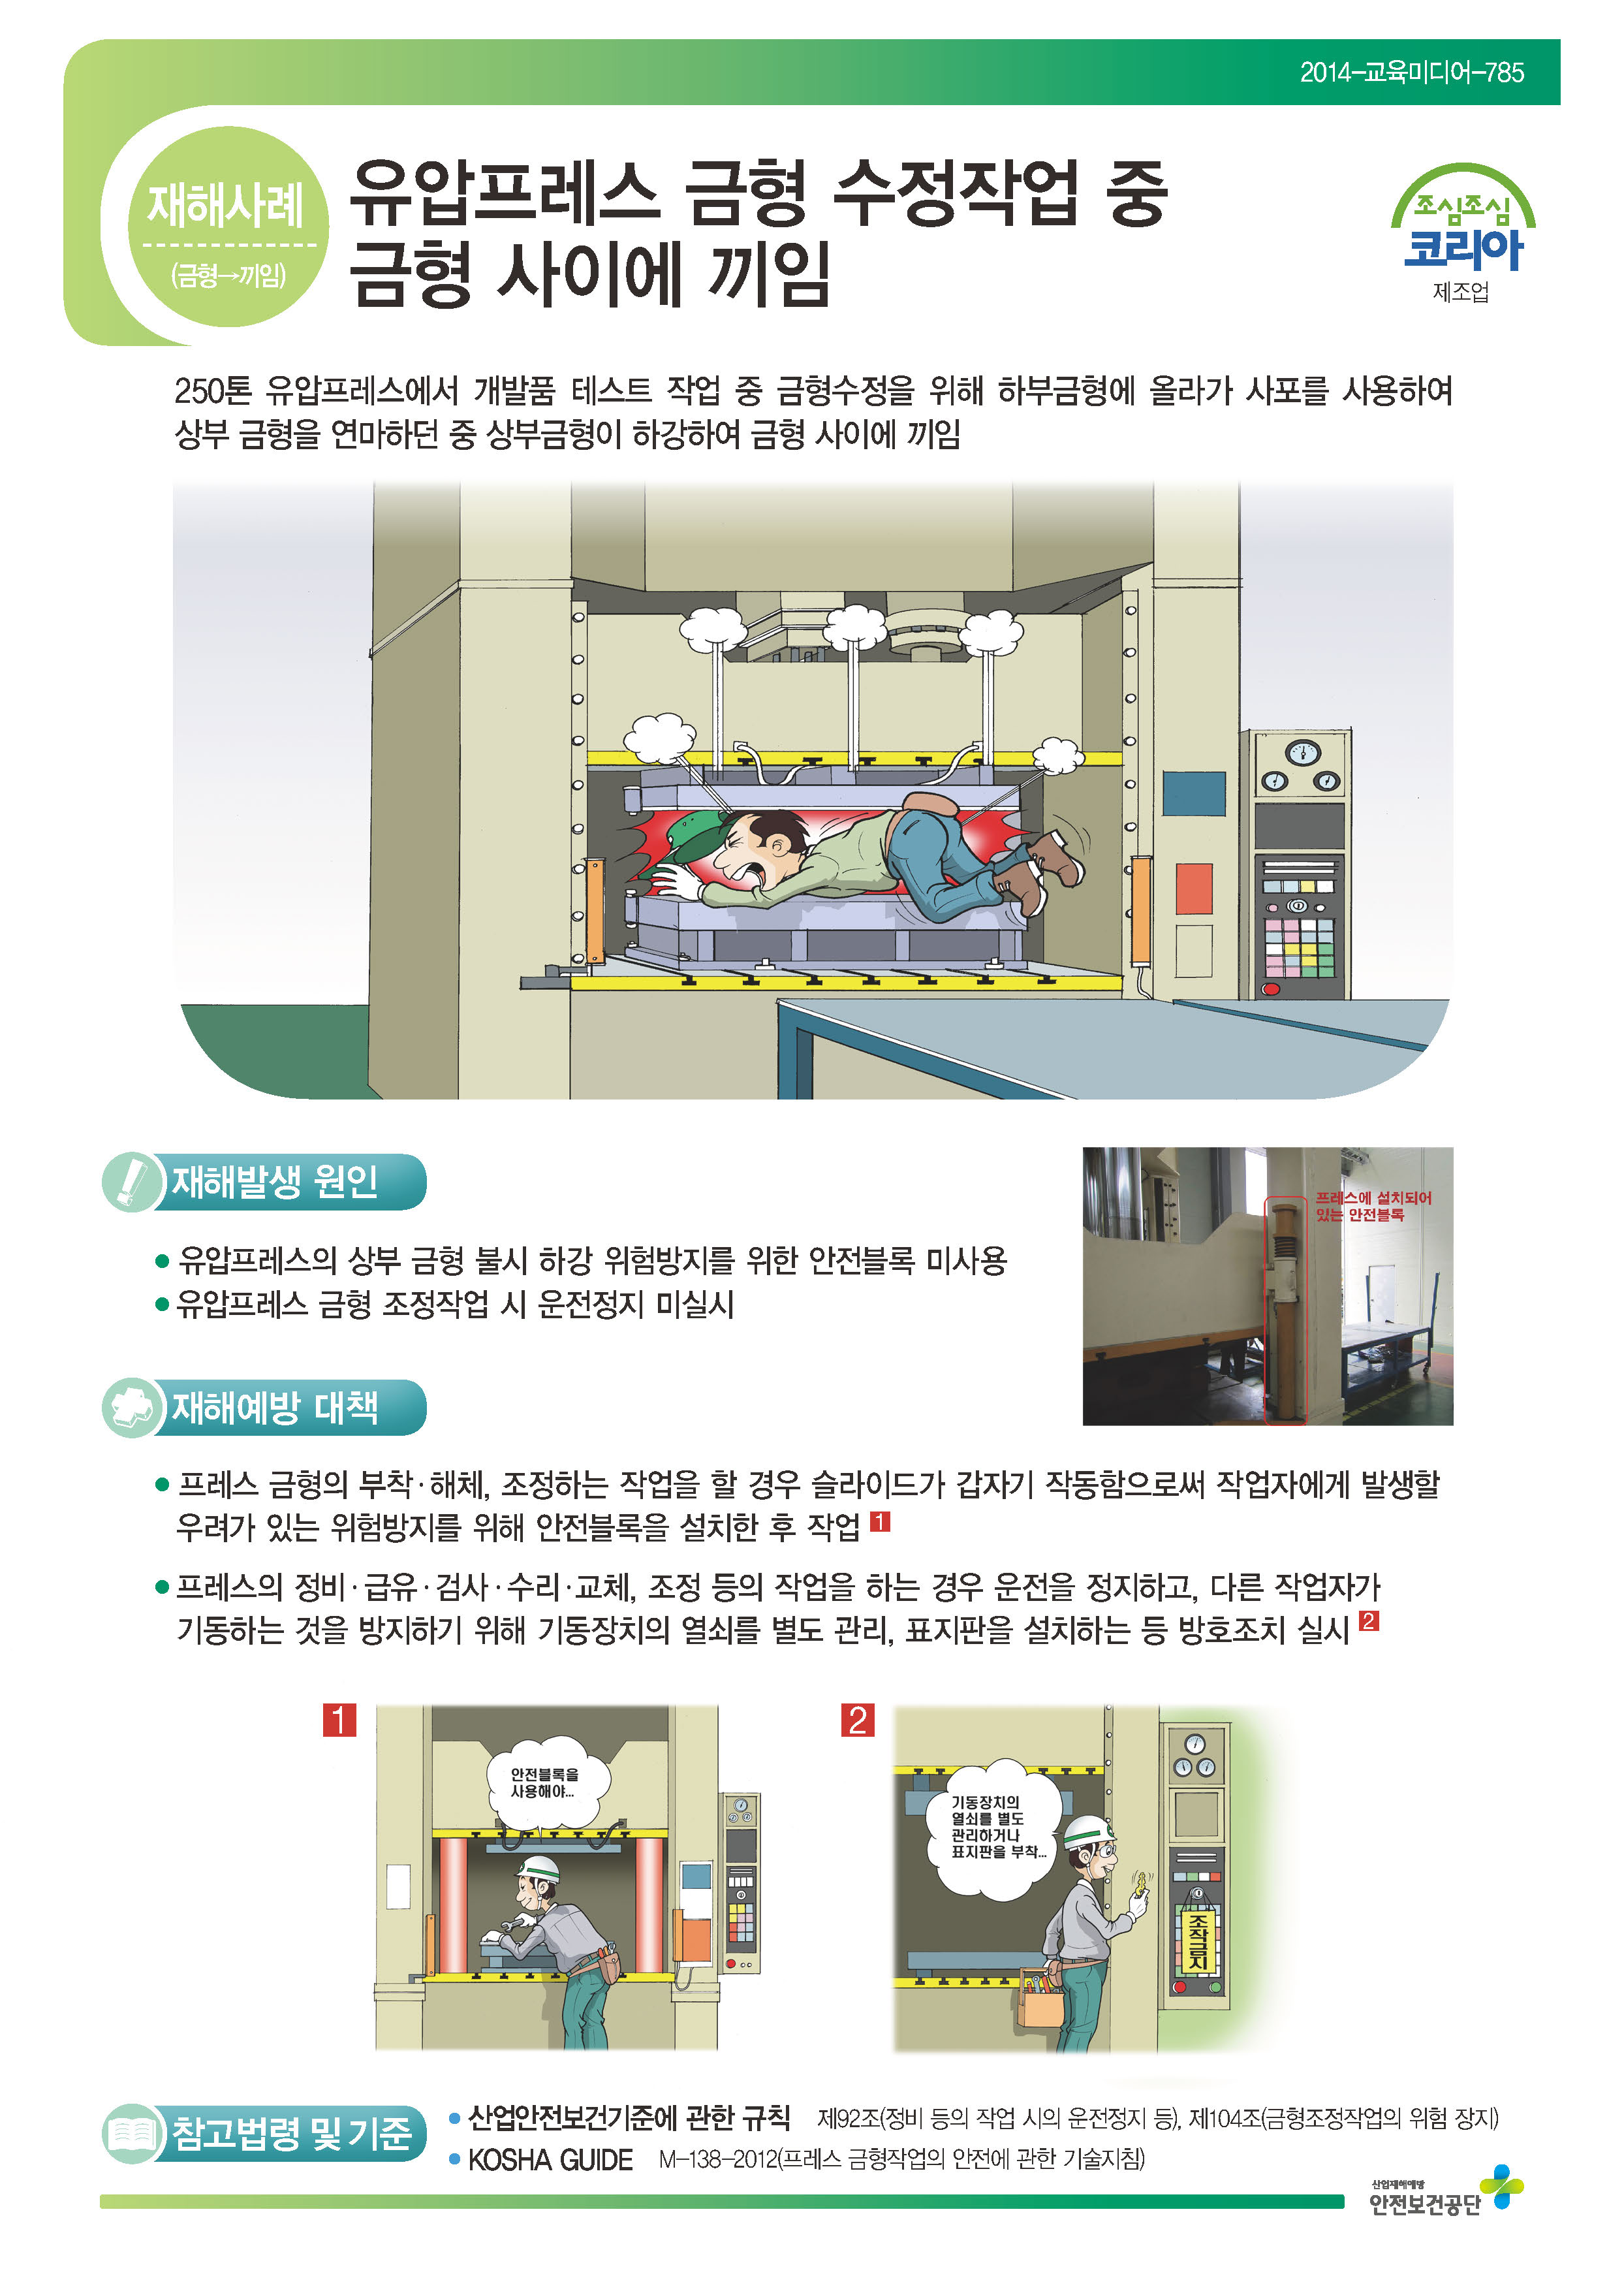 2014-교육미디어-785
재해사례
(금형→끼임)
유압프레스 금형 수정작업 중
금형 사이에 끼임
조심조심
코리아
제조업
250톤 유압프레스에서 개발품 테스트 작업 중 금형수정을 위해 하부금형에 올라가 사포를 사용하여
상부 금형을 연마하던 중 상부금형이 하강하여 금형 사이에 끼임
재해발생 원인
● 유압프레스의 상부 금형 불시 하강 위험방지를 위한 안전블록 미사용
● 유압프레스 금형 조정작업 시 운전정지 미실시
프레스에 설치되어
있는 안전블록
재해예방 대책
● 프레스 금형의 부착·해체, 조정하는 작업을 할 경우 슬라이드가 갑자기 작동함으로써 작업자에게 발생할
우려가 있는 위험방지를 위해 안전블록을 설치한 후 작업 1
● 프레스의 정비·급유·검사·수리·교체, 조정 등의 작업을 하는 경우 운전을 정지하고, 다른 작업자가
기동하는 것을 방지하기 위해 기동장치의 열쇠를 별도 관리, 표지판을 설치하는 등 방호조치 실시 2
1
안전블록을
사용해야...
2
기동장치의
열쇠를 별도
관리하거나
표지판을 부착...
조작금지
참고법령 및 기준
● 산업안전보건기준에 관한 규칙 제92조(정비 등의 작업 시의 운전정지 등), 제104조(금형조정작업의 위험 장지)
● KOSHA GUIDE M-138-2012(프레스 금형작업의 안전에 관한 기술지침)
산업재해예방
안전보건공단